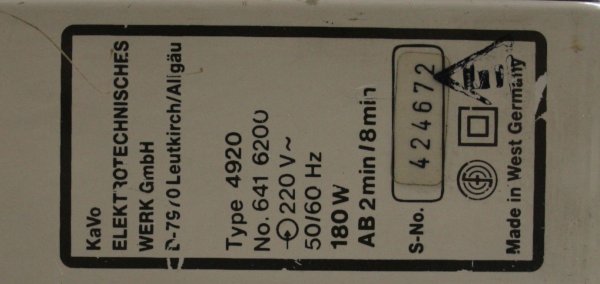 KaVo
ELEKTROTECHNISCHES
WERK GmbH
D-7970 Leutkirch/Allgäu
Type 4920
No. 641 6200
220 V ~
50/60 Hz
180 W
AB 2 min / 8 min
S-No. 424672
E
Made in West Germany